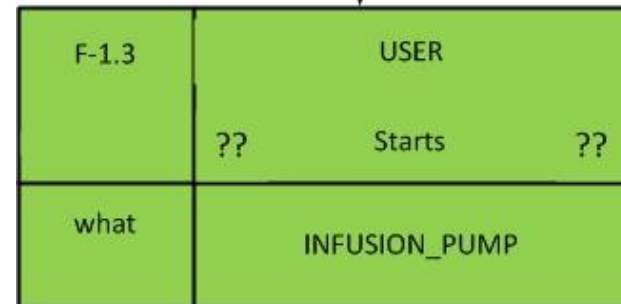 F-1.3 USER
?? Starts ??
what INFUSION_PUMP